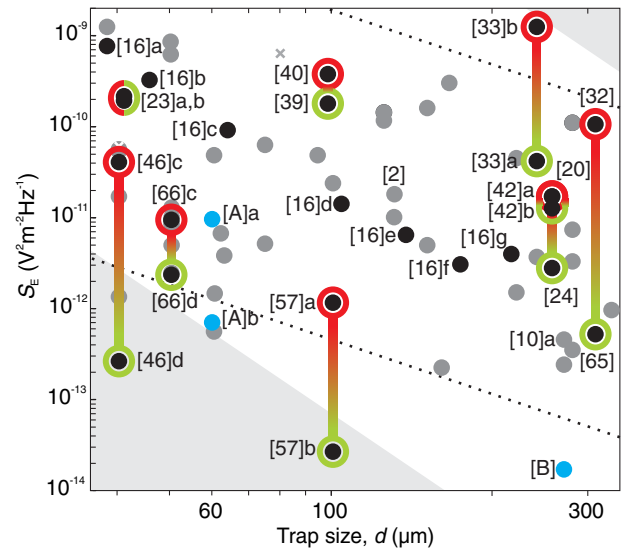 10⁻⁹
[16]a
[33]b
[16]b
[40]
[32]
[23]a,b
[39]
10⁻¹⁰
[16]c
[46]c
[33]a
[20]
[66]c
[2]
[42]a
[A]a
[16]d
[42]b
10⁻¹¹
[16]e
[16]g
[16]f
[24]
[66]d
[57]a
10⁻¹²
[A]b
[10]a
[65]
[46]d
10⁻¹³
[57]b
[B]
10⁻¹⁴
S_E (V²m⁻²Hz⁻¹)
60
100
300
Trap size, d (µm)